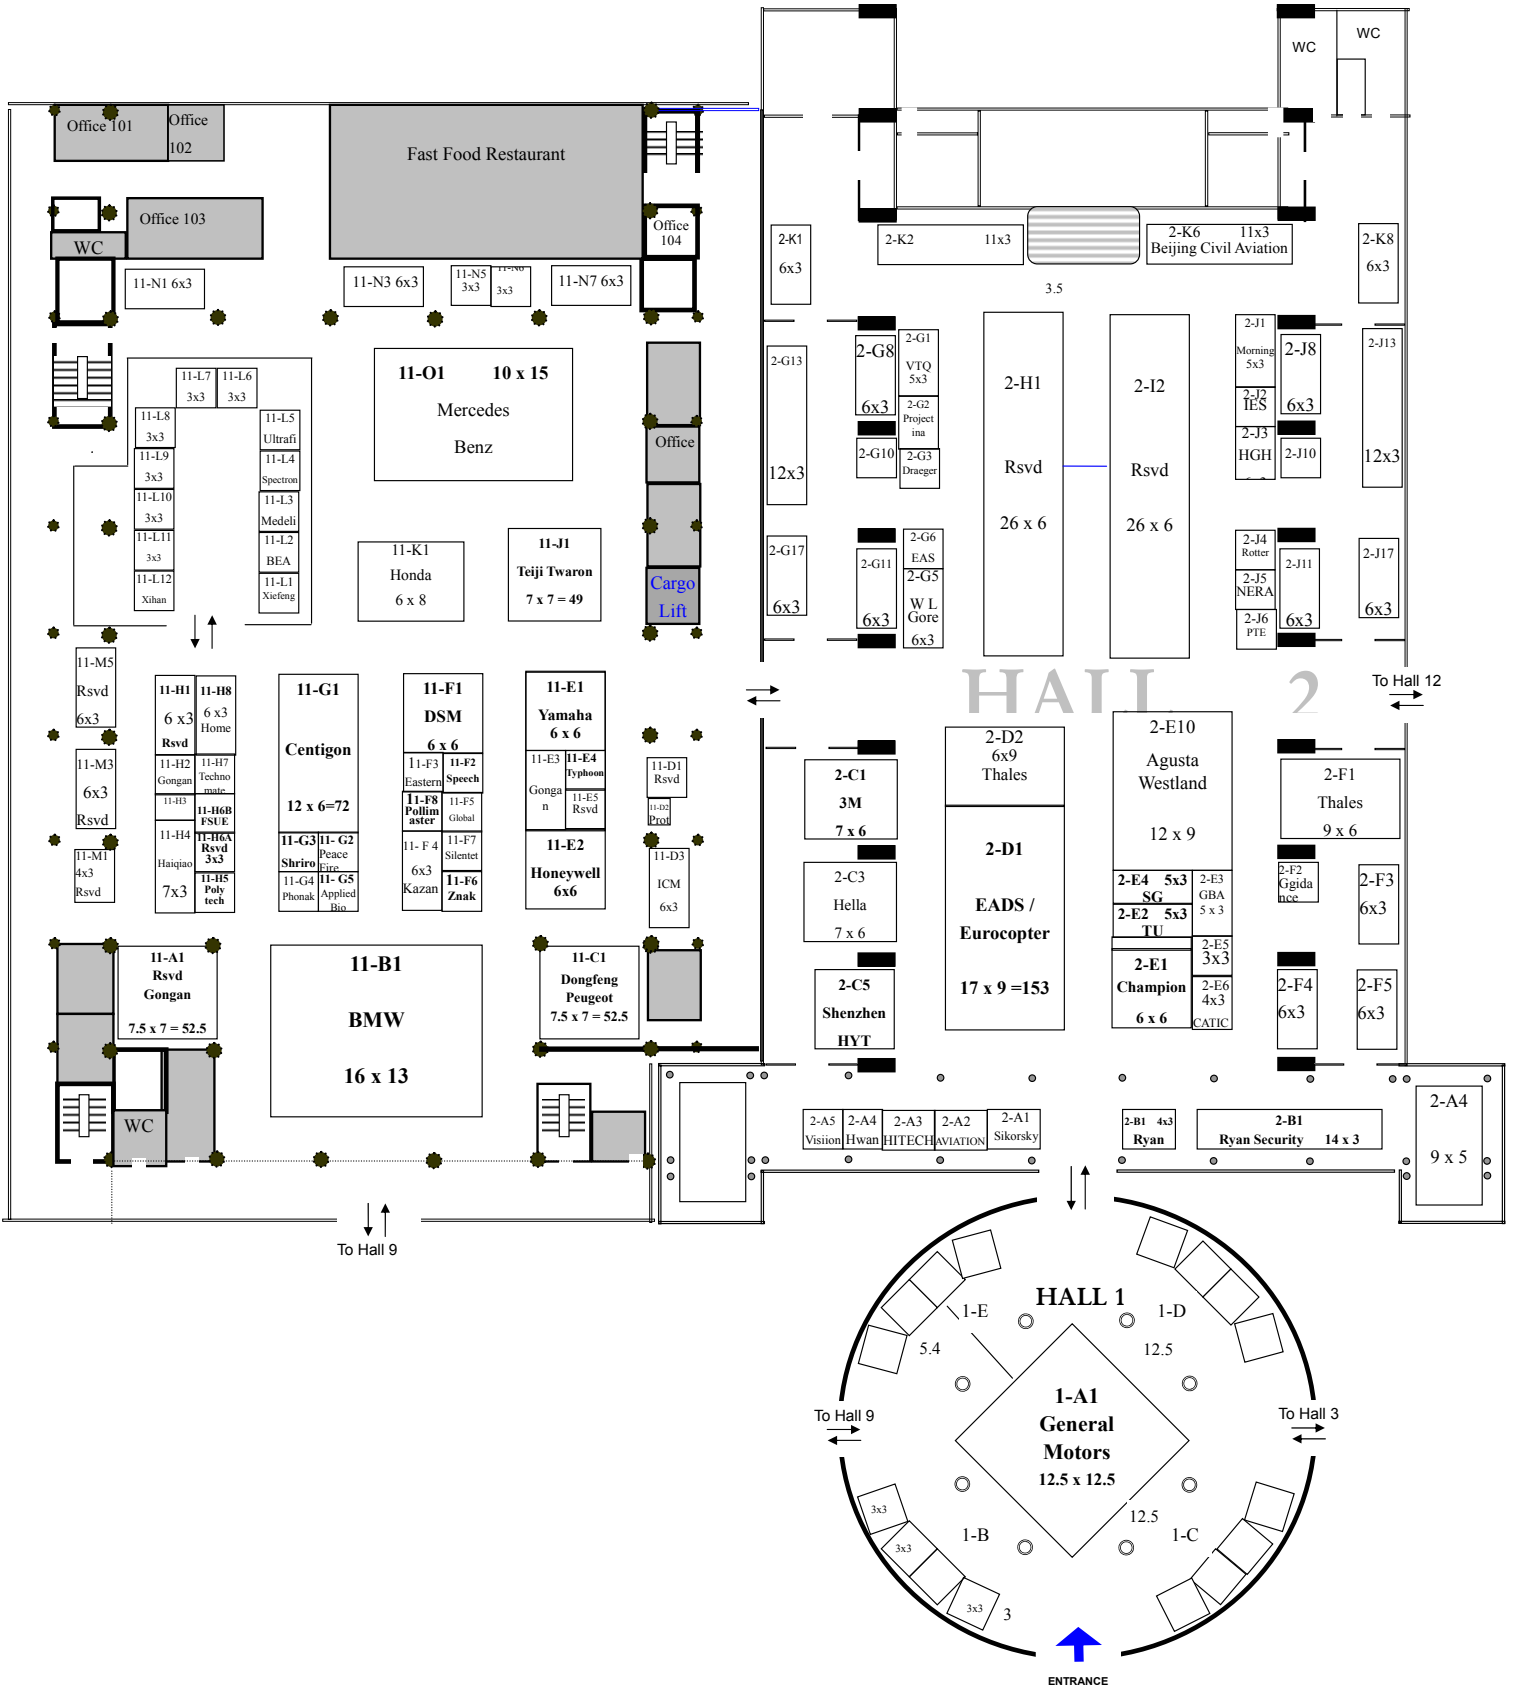 WC
WC
Office 101
Office
102
Fast Food Restaurant
Office 103
WC
Office
104
11-N1 6x3
11-N3 6x3
11-N5
3x3
11-N6
3x3
11-N7 6x3
2-K1
6x3
2-K2 11x3
2-K6 11x3
Beijing Civil Aviation
2-K8
6x3
3.5
11-L7
3x3
11-L6
3x3
11-L8
3x3
11-L9
3x3
11-L10
3x3
11-L11
3x3
11-L12
Xihan
11-L5
Ultrafi
11-L4
Spectron
11-L3
Medeli
11-L2
BEA
11-L1
Xiefeng
11-O1 10 x 15
Mercedes
Benz
Office
Cargo
Lift
11-K1
Honda
6 x 8
11-J1
Teiji Twaron
7 x 7 = 49
2-G13
12x3
2-G8
6x3
2-G1
VTQ
5x3
2-G2
Project
ina
2-G10
2-G3
Draeger
2-H1
Rsvd
26 x 6
2-I2
Rsvd
26 x 6
2-J1
Morning
5x3
2-J2
IES
2-J3
HGH
2-J8
6x3
2-J10
2-J13
12x3
2-G17
6x3
2-G11
6x3
2-G6
EAS
2-G5
W L
Gore
6x3
2-J4
Rotter
2-J5
NERA
2-J6
PTE
2-J11
6x3
2-J17
6x3
HALL 2
To Hall 12
11-M5
Rsvd
6x3
11-M3
6x3
Rsvd
11-M1
4x3
Rsvd
11-H1
6 x3
Rsvd
11-H8
6 x3
Home
11-H2
Gongan
11-H7
Techno
mate
11-H3
11-H6B
FSUE
11-H4
Haiqiao
7x3
11-H6A
Rsvd
3x3
11-H5
Poly
tech
11-G1
Centigon
12 x 6=72
11-G3
Shriro
11- G2
Peace
Fire
11-G4
Phonak
11- G5
Applied
Bio
11-F1
DSM
6 x 6
11-F3
Eastern
11-F2
Speech
11-F8
Pollim
aster
11-F5
Global
11- F 4
6x3
Kazan
11-F7
Silentet
11-F6
Znak
11-E1
Yamaha
6 x 6
11-E3
Gonga
n
11-E4
Typhoon
11-E5
Rsvd
11-E2
Honeywell
6x6
11-D1
Rsvd
11-D2
Prot
11-D3
ICM
6x3
2-C1
3M
7 x 6
2-C3
Hella
7 x 6
2-C5
Shenzhen
HYT
2-D2
6x9
Thales
2-D1
EADS /
Eurocopter
17 x 9 =153
2-E10
Agusta
Westland
12 x 9
2-E4 5x3
SG
2-E2 5x3
TU
2-E3
GBA
5 x 3
2-E5
3x3
2-E1
Champion
6 x 6
2-E6
4x3
CATIC
2-F1
Thales
9 x 6
2-F2
Ggida
nce
2-F3
6x3
2-F4
6x3
2-F5
6x3
11-A1
Rsvd
Gongan
7.5 x 7 = 52.5
11-B1
BMW
16 x 13
11-C1
Dongfeng
Peugeot
7.5 x 7 = 52.5
WC
To Hall 9
2-A5
Visiion
2-A4
Hwan
2-A3
HITECH
2-A2
AVIATION
2-A1
Sikorsky
2-B1 4x3
Ryan
2-B1
Ryan Security 14 x 3
2-A4
9 x 5
HALL 1
1-E
1-D
5.4
12.5
1-A1
General
Motors
12.5 x 12.5
To Hall 9
To Hall 3
3x3
3x3
3x3
3
1-B
12.5
1-C
ENTRANCE